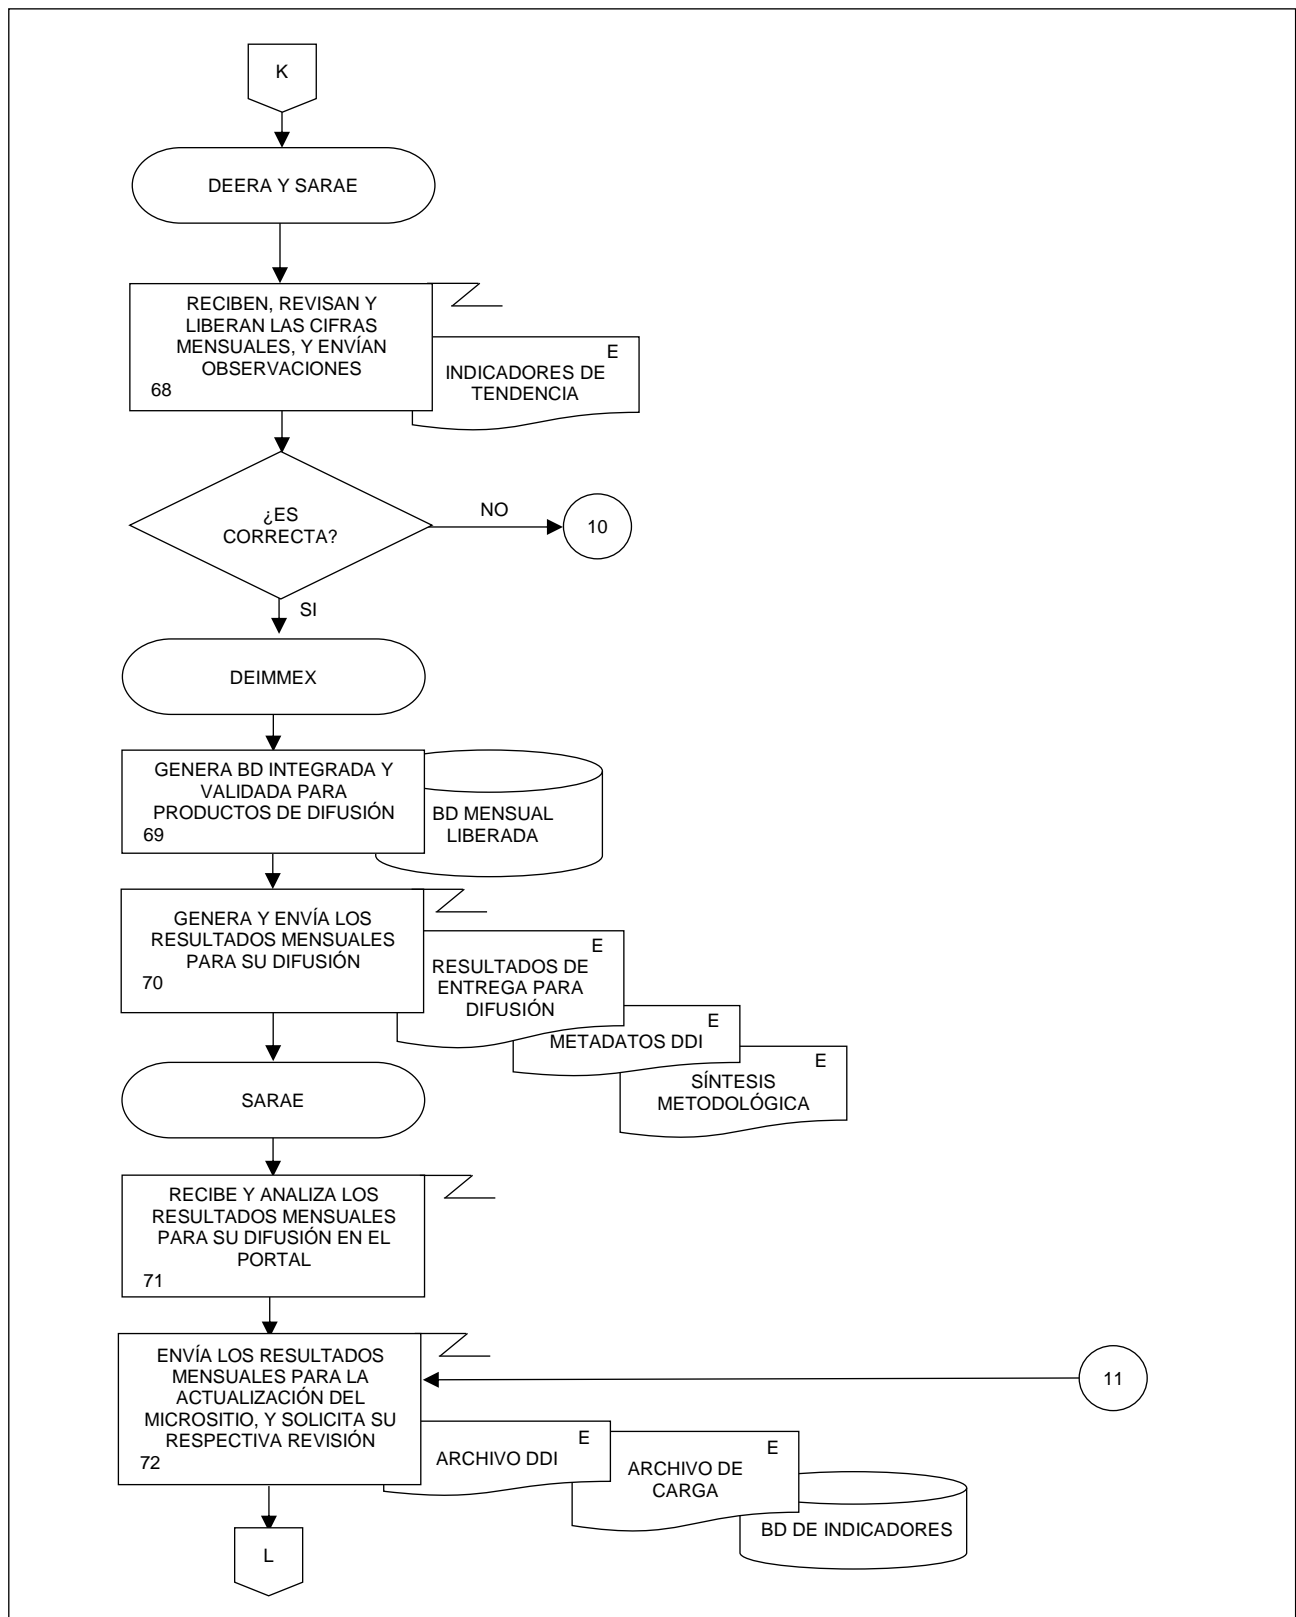 K
DEERA Y SARAE
RECIBEN, REVISAN Y
LIBERAN LAS CIFRAS
MENSUALES, Y ENVÍAN
OBSERVACIONES
68
E
INDICADORES DE
TENDENCIA
¿ES
CORRECTA?
NO
10
SI
DEIMMEX
GENERA BD INTEGRADA Y
VALIDADA PARA
PRODUCTOS DE DIFUSIÓN
69
BD MENSUAL
LIBERADA
GENERA Y ENVÍA LOS
RESULTADOS MENSUALES
PARA SU DIFUSIÓN
70
E
RESULTADOS DE
ENTREGA PARA
DIFUSIÓN
E
METADATOS DDI
E
SÍNTESIS
METODOLÓGICA
SARAE
RECIBE Y ANALIZA LOS
RESULTADOS MENSUALES
PARA SU DIFUSIÓN EN EL
PORTAL
71
ENVÍA LOS RESULTADOS
MENSUALES PARA LA
ACTUALIZACIÓN DEL
MICROSITIO, Y SOLICITA SU
RESPECTIVA REVISIÓN
72
11
E
ARCHIVO DDI
E
ARCHIVO DE
CARGA
BD DE INDICADORES
L